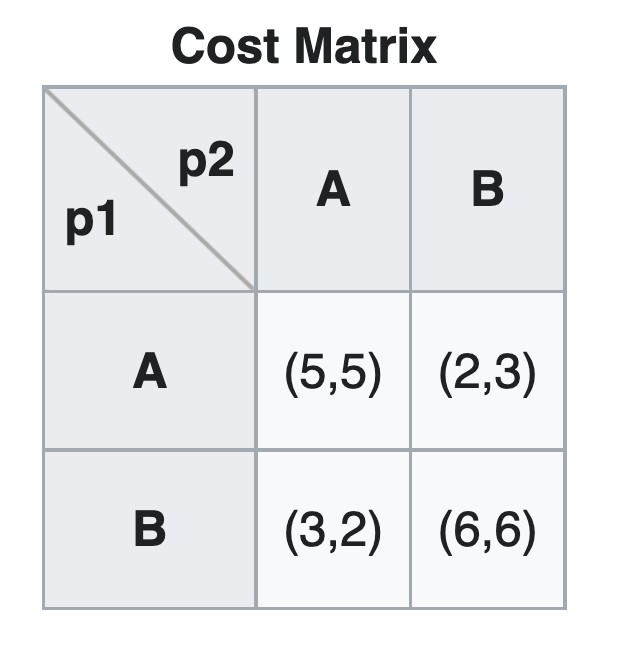 Cost Matrix
p2
p1
A B
A (5,5) (2,3)
B (3,2) (6,6)